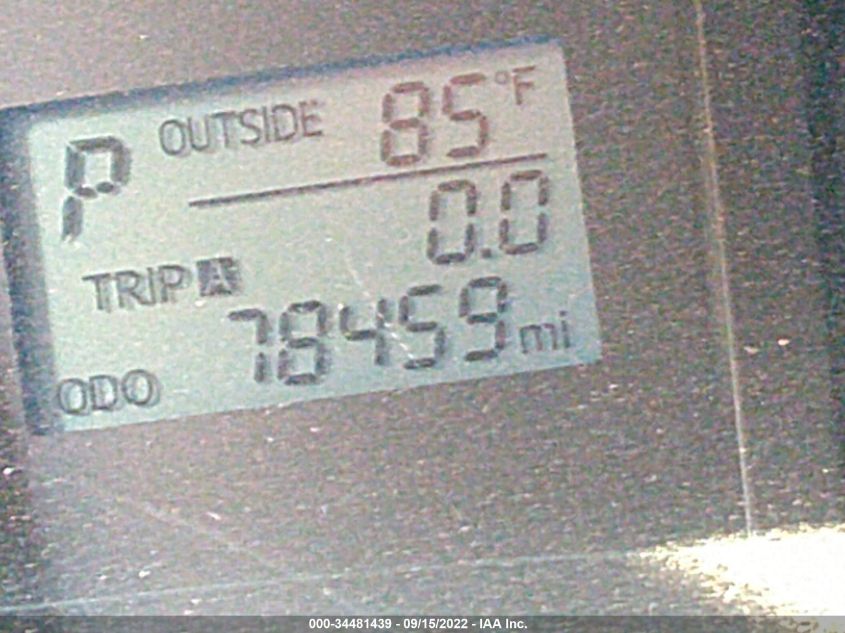 P OUTSIDE 85°F
TRIP A 0.0
ODO 78459 mi
000-34481439 - 09/15/2022 - IAA Inc.